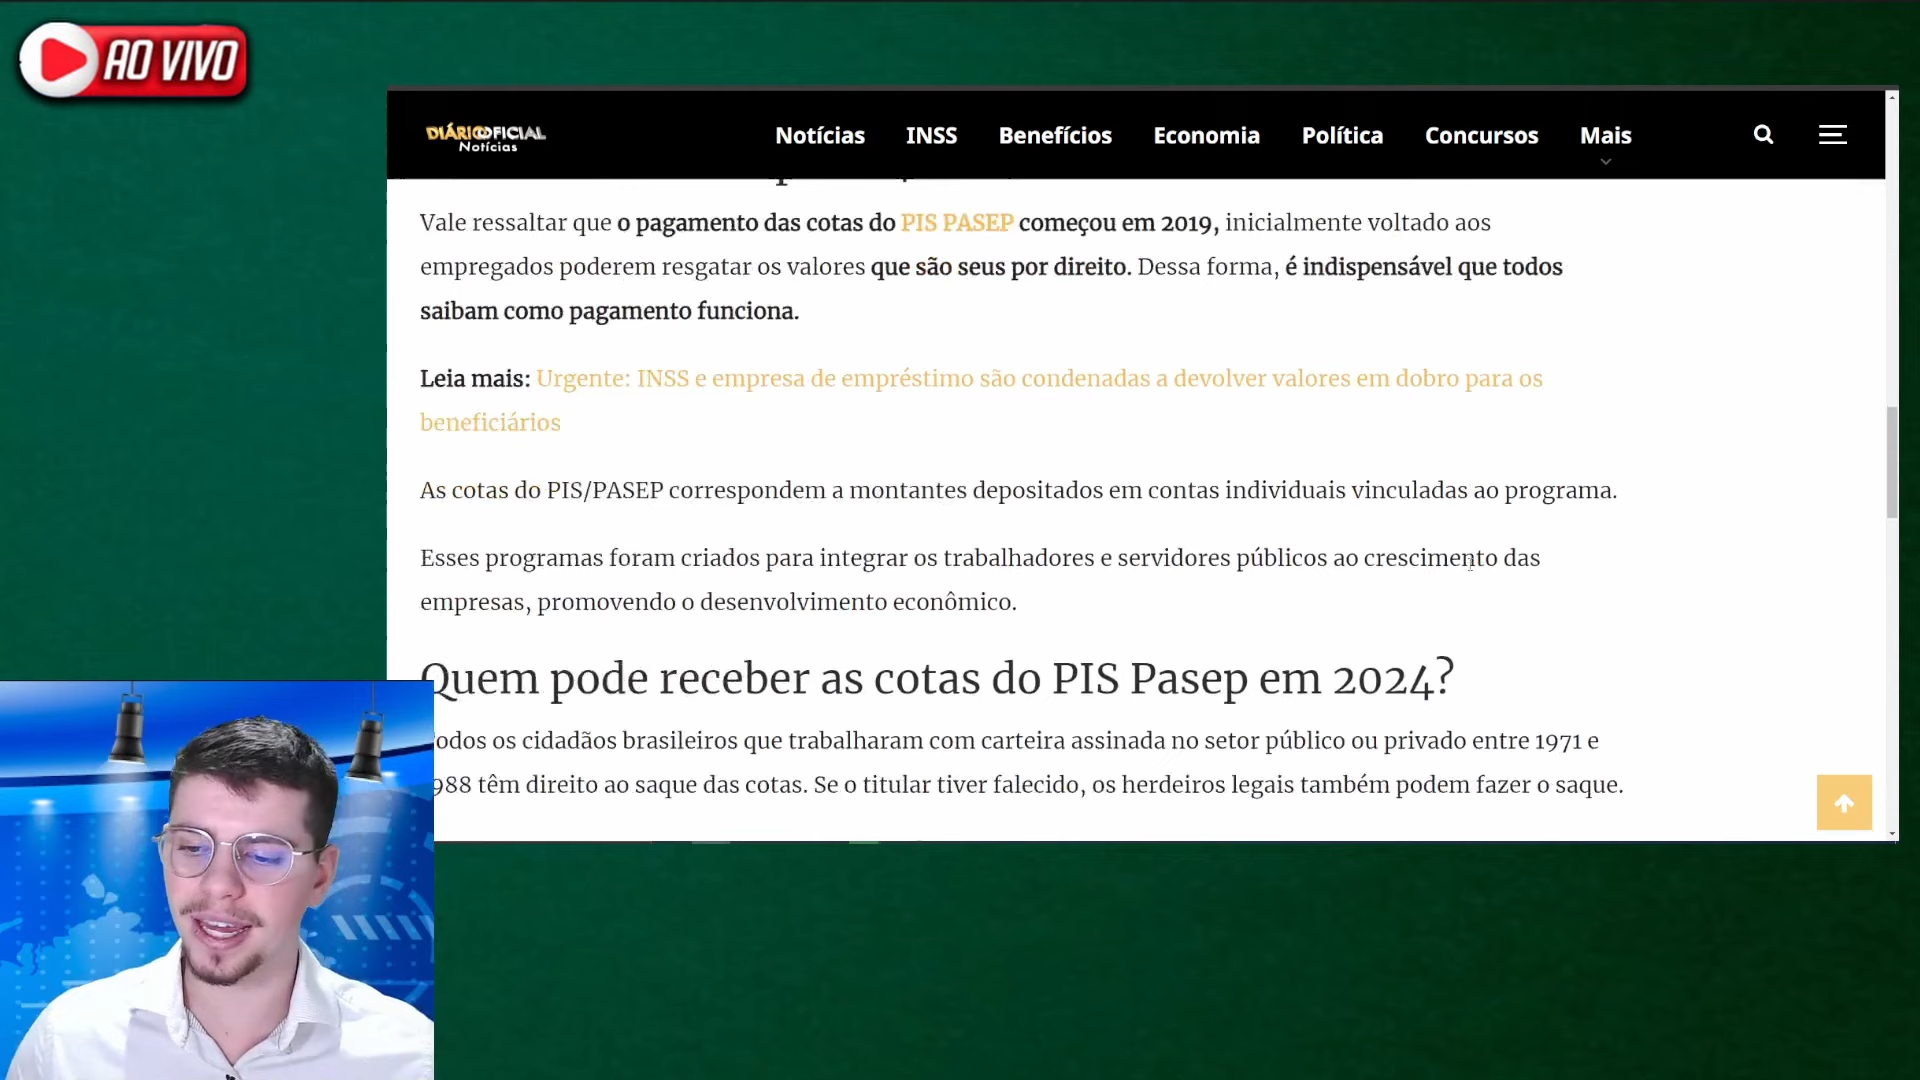 AO VIVO
DIÁRIO OFICIAL
Notícias
Notícias INSS Benefícios Economia Política Concursos Mais
Vale ressaltar que o pagamento das cotas do PIS PASEP começou em 2019, inicialmente voltado aos
empregados poderem resgatar os valores que são seus por direito. Dessa forma, é indispensável que todos
saibam como pagamento funciona.
Leia mais: Urgente: INSS e empresa de empréstimo são condenadas a devolver valores em dobro para os
beneficiários
As cotas do PIS/PASEP correspondem a montantes depositados em contas individuais vinculadas ao programa.
Esses programas foram criados para integrar os trabalhadores e servidores públicos ao crescimento das
empresas, promovendo o desenvolvimento econômico.
Quem pode receber as cotas do PIS Pasep em 2024?
odos os cidadãos brasileiros que trabalharam com carteira assinada no setor público ou privado entre 1971 e
988 têm direito ao saque das cotas. Se o titular tiver falecido, os herdeiros legais também podem fazer o saque.